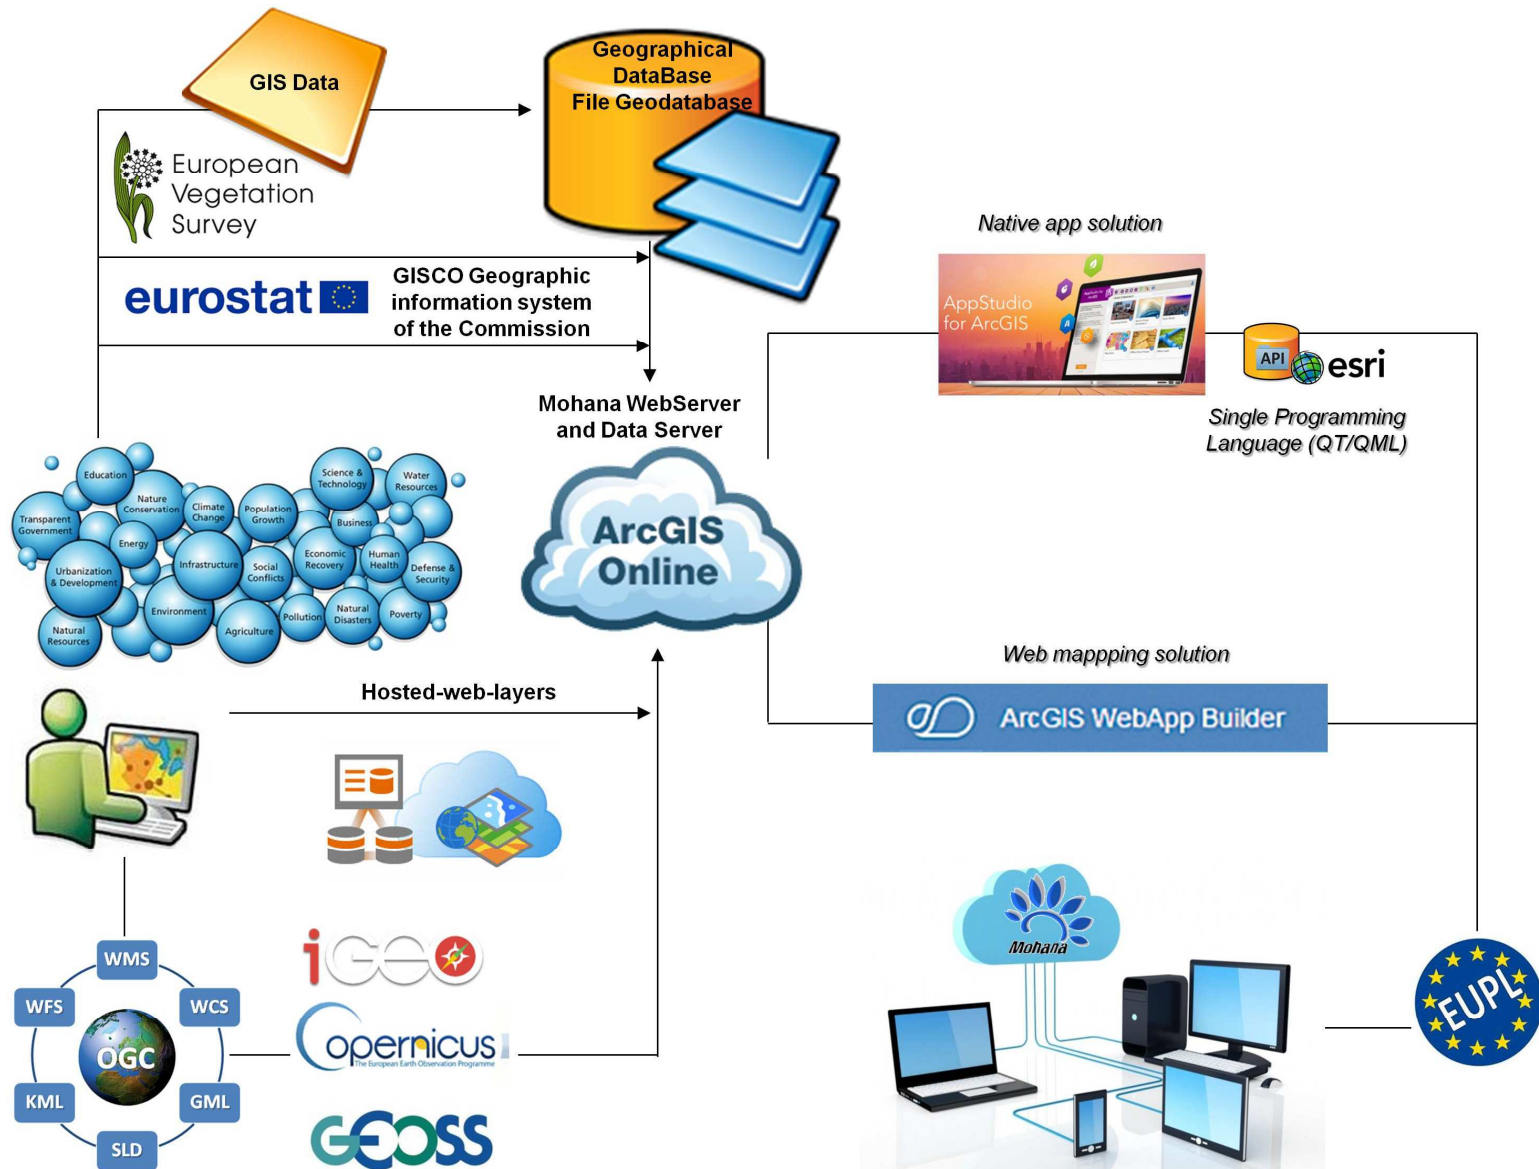 GIS Data
Geographical
DataBase
File Geodatabase
European
Vegetation
Survey
eurostat
GISCO Geographic
information system
of the Commission
Native app solution
AppStudio
for ArcGIS
API
esri
Single Programming
Language (QT/QML)
Mohana WebServer
and Data Server
ArcGIS
Online
Education
Science &
Technology
Water
Resources
Nature
Conservation
Climate
Change
Population
Growth
Transparent
Government
Business
Energy
Urbanization
& Development
Infrastructure
Social
Conflicts
Economic
Recovery
Human
Health
Defense &
Security
Environment
Agriculture
Pollution
Natural
Disasters
Poverty
Natural
Resources
Web mappping solution
ArcGIS WebApp Builder
Hosted-web-layers
WMS
WFS
WCS
OGC
KML
GML
SLD
iGEO
Copernicus
The European Earth Observation Programme
GEOSS
Mohana
EUPL